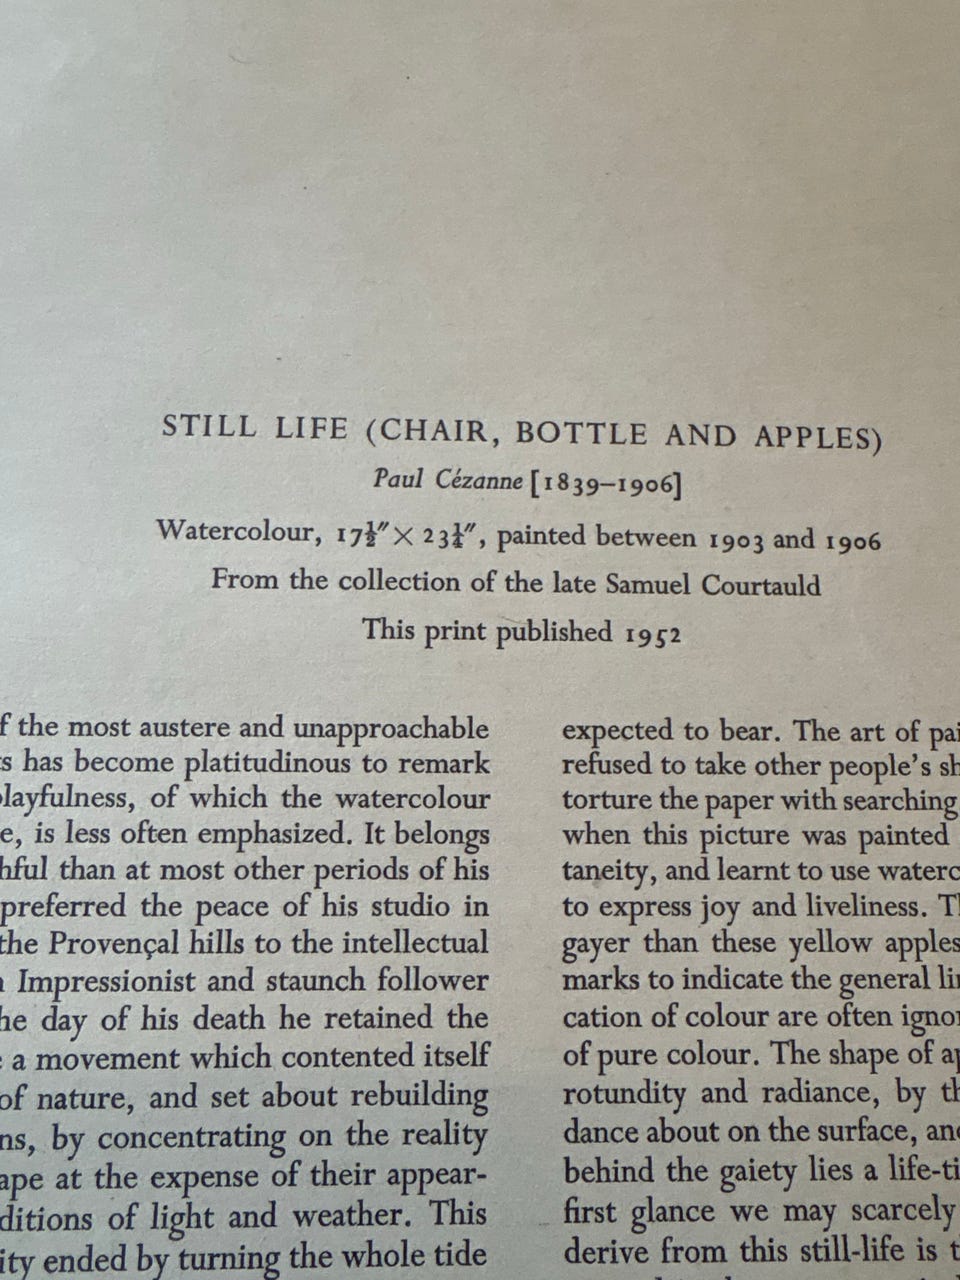 STILL LIFE (CHAIR, BOTTLE AND APPLES)
Paul Cézanne [1839–1906]
Watercolour, 17½″ × 23¼″, painted between 1903 and 1906
From the collection of the late Samuel Courtauld
This print published 1952
f the most austere and unapproachable
s has become platitudinous to remark
playfulness, of which the watercolour
e, is less often emphasized. It belongs
hful than at most other periods of his
preferred the peace of his studio in
the Provençal hills to the intellectual
Impressionist and staunch follower
he day of his death he retained the
a movement which contented itself
of nature, and set about rebuilding
ns, by concentrating on the reality
ape at the expense of their appear-
ditions of light and weather. This
ity ended by turning the whole tide
expected to bear. The art of pai
refused to take other people's sh
torture the paper with searching
when this picture was painted
taneity, and learnt to use waterc
to express joy and liveliness. Th
gayer than these yellow apples
marks to indicate the general lin
cation of colour are often ignor
of pure colour. The shape of ap
rotundity and radiance, by th
dance about on the surface, and
behind the gaiety lies a life-ti
first glance we may scarcely
derive from this still-life is t